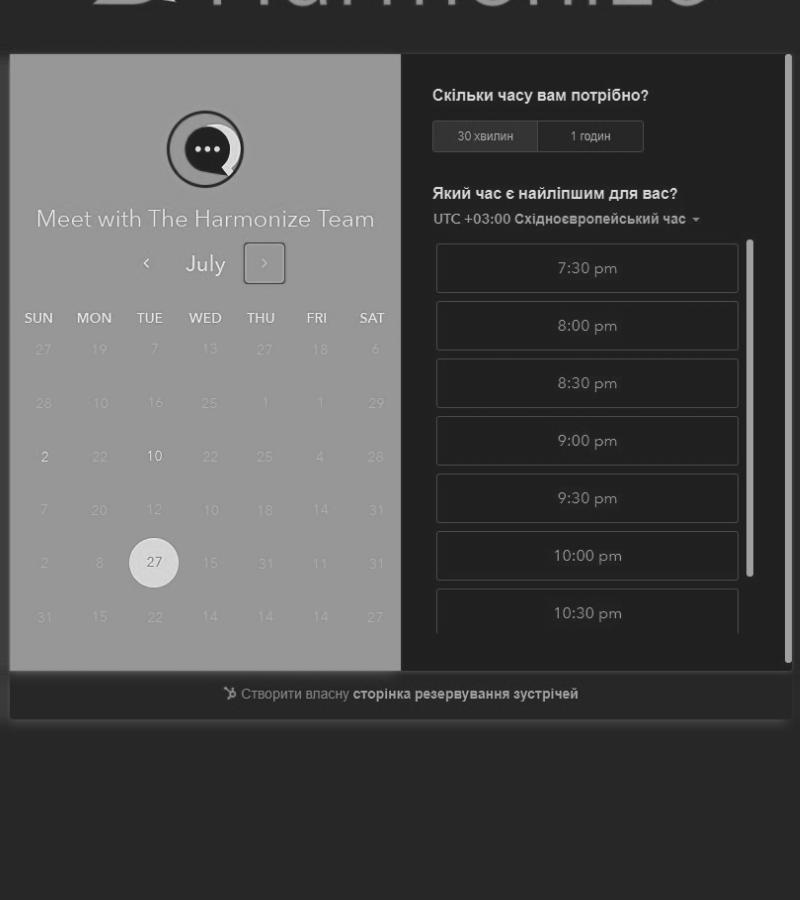 Meet with The Harmonize Team
July
SUN MON TUE WED THU FRI SAT
27 19 7 13 27 18 6
28 10 16 25 1 1 29
2 22 10 22 25 4 28
7 20 12 10 18 14 31
2 8 27 15 31 11 31
31 15 22 14 14 14 27
Скільки часу вам потрібно?
30 хвилин 1 годин
Який час є найліпшим для вас?
UTC +03:00 Східноєвропейський час
7:30 pm
8:00 pm
8:30 pm
9:00 pm
9:30 pm
10:00 pm
10:30 pm
Створити власну сторінка резервування зустрічей